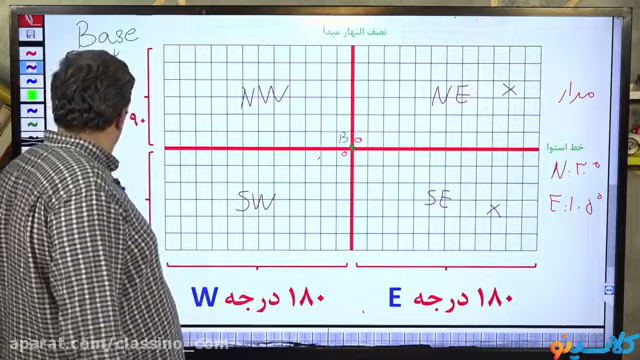 Base
نصف النهار مبدا
NW
NE
x
مدار
۹۰
B
o
o
خط استوا
N:۳۰°
E:۱۰۵°
SW
SE
x
۱۸۰ درجه W
۱۸۰ درجه E
aparat.com/classino_com
کلاسینو